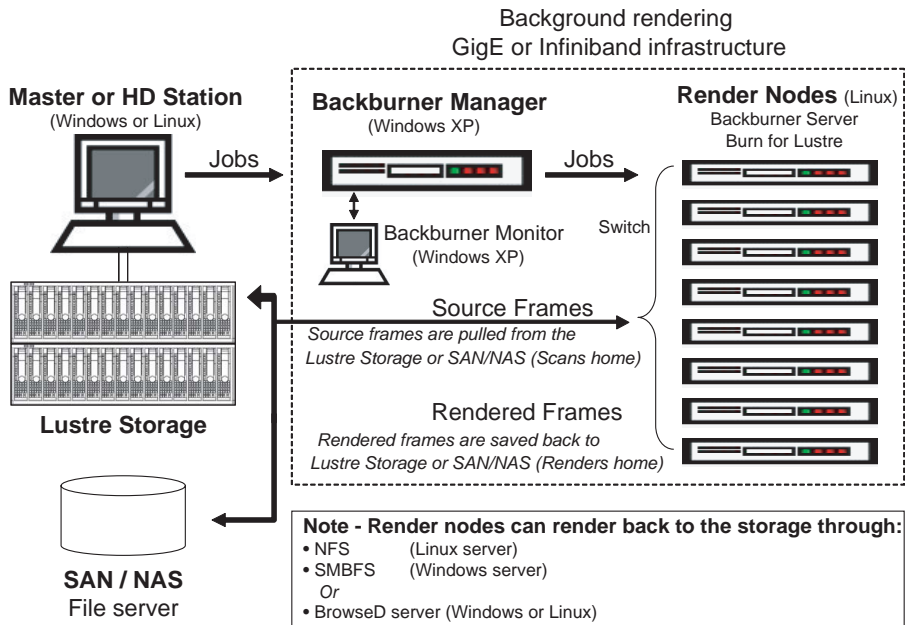 Background rendering
GigE or Infiniband infrastructure
Master or HD Station
(Windows or Linux)
Jobs
Backburner Manager
(Windows XP)
Jobs
Render Nodes (Linux)
Backburner Server
Burn for Lustre
Switch
Backburner Monitor
(Windows XP)
Source Frames
Source frames are pulled from the
Lustre Storage or SAN/NAS (Scans home)
Rendered Frames
Rendered frames are saved back to
Lustre Storage or SAN/NAS (Renders home)
Lustre Storage
SAN / NAS
File server
Note - Render nodes can render back to the storage through:
• NFS (Linux server)
• SMBFS (Windows server)
Or
• BrowseD server (Windows or Linux)